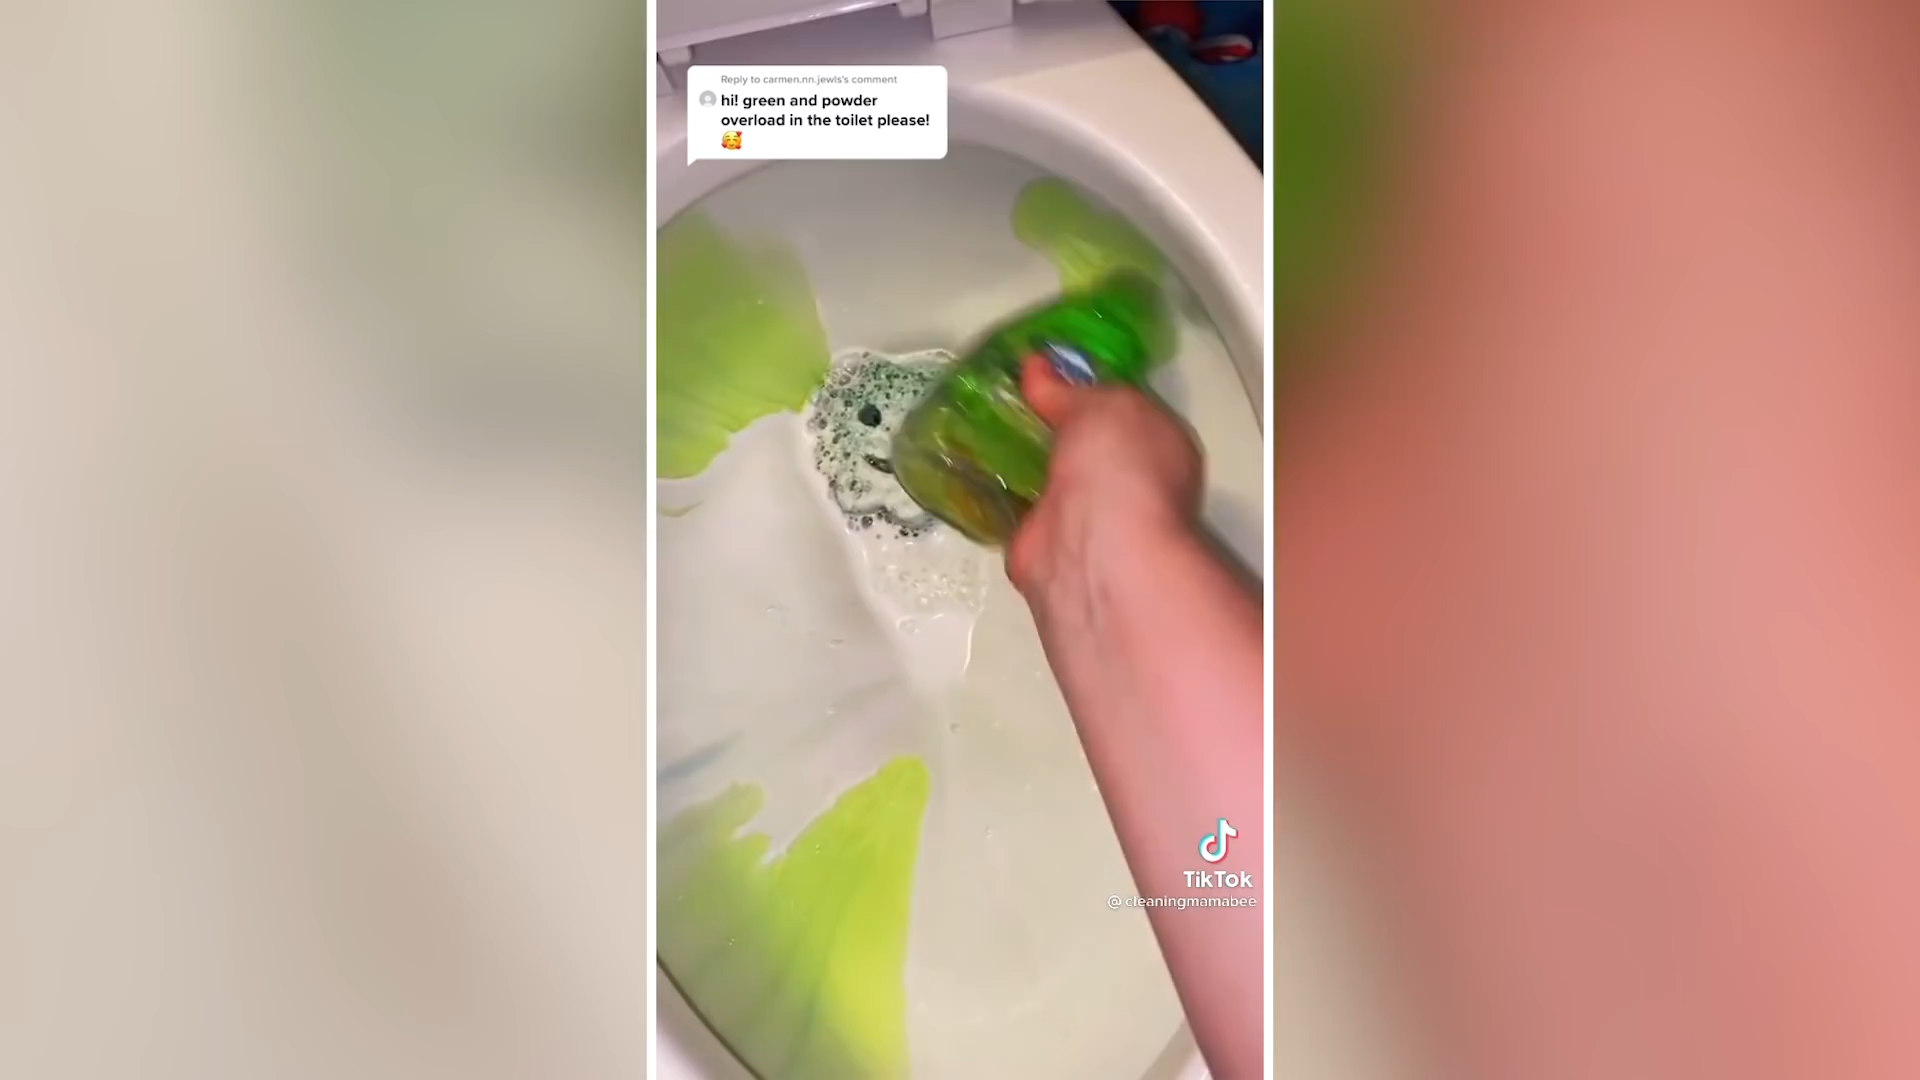 Reply to carmen.nn.jewls's comment
hi! green and powder
overload in the toilet please!
🥰
TikTok
@cleaningmamabee